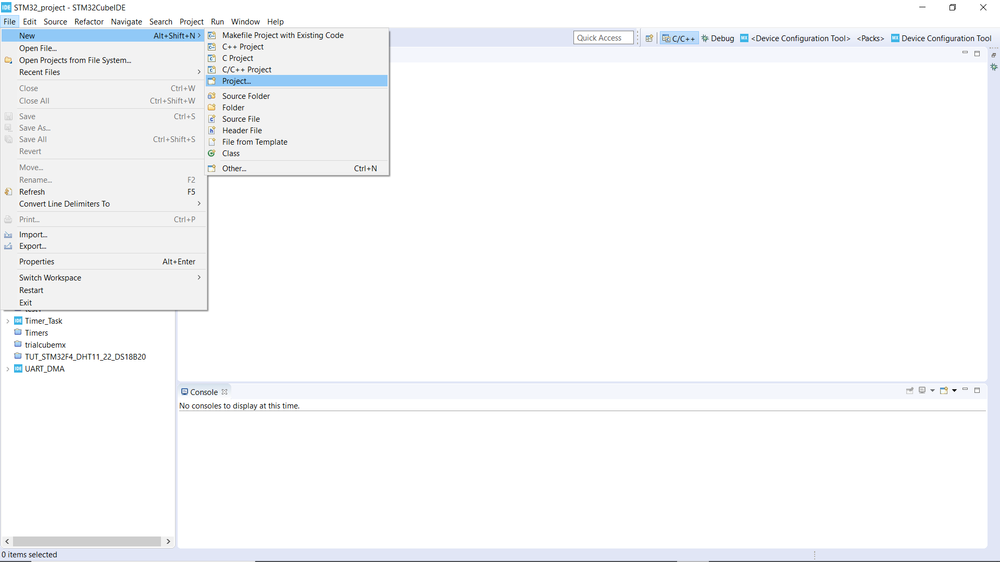 IDE STM32_project - STM32CubeIDE
File Edit Source Refactor Navigate Search Project Run Window Help
Quick Access C/C++ Debug MX <Device Configuration Tool> <Packs> MX Device Configuration Tool
New Alt+Shift+N
Open File...
Open Projects from File System...
Recent Files
Close Ctrl+W
Close All Ctrl+Shift+W
Save Ctrl+S
Save As...
Save All Ctrl+Shift+S
Revert
Move...
Rename... F2
Refresh F5
Convert Line Delimiters To
Print... Ctrl+P
Import...
Export...
Properties Alt+Enter
Switch Workspace
Restart
Exit
Makefile Project with Existing Code
C++ Project
C Project
C/C++ Project
Project...
Source Folder
Folder
Source File
Header File
File from Template
Class
Other... Ctrl+N
IDE Timer_Task
Timers
trialcubemx
TUT_STM32F4_DHT11_22_DS18B20
IDE UART_DMA
Console
No consoles to display at this time.
0 items selected